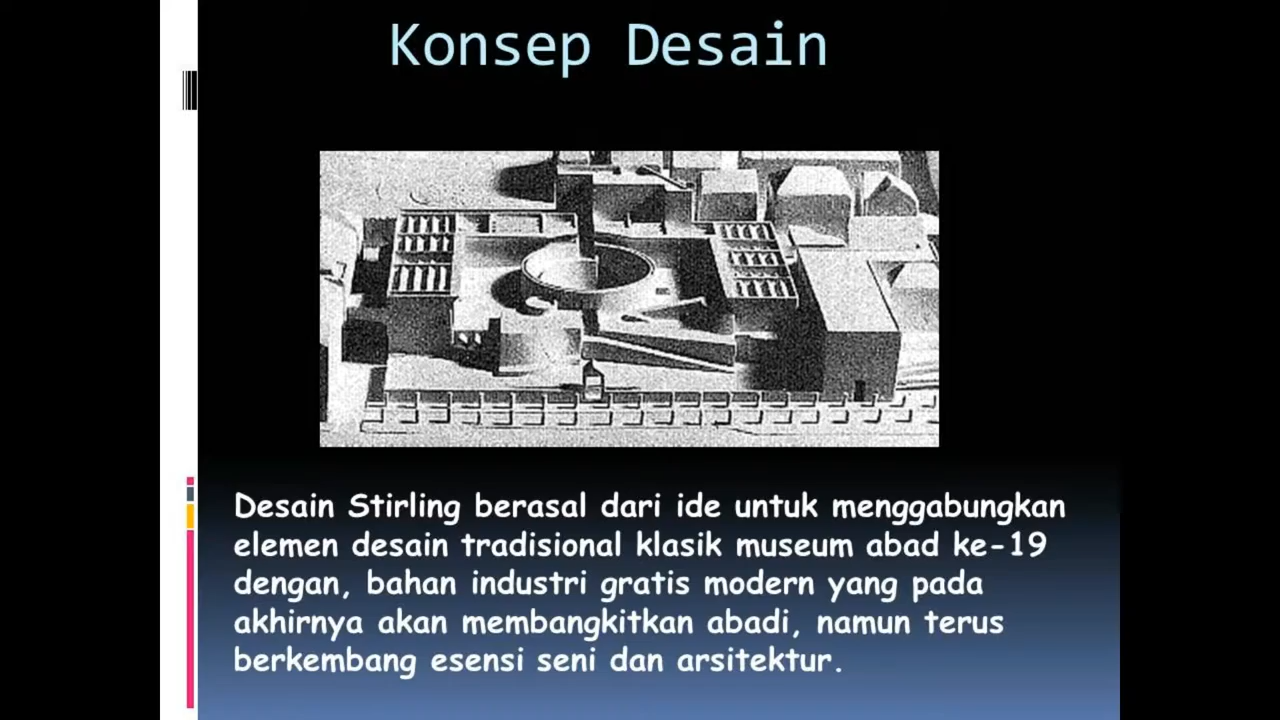 Konsep Desain
Desain Stirling berasal dari ide untuk menggabungkan
elemen desain tradisional klasik museum abad ke-19
dengan, bahan industri gratis modern yang pada
akhirnya akan membangkitkan abadi, namun terus
berkembang esensi seni dan arsitektur.